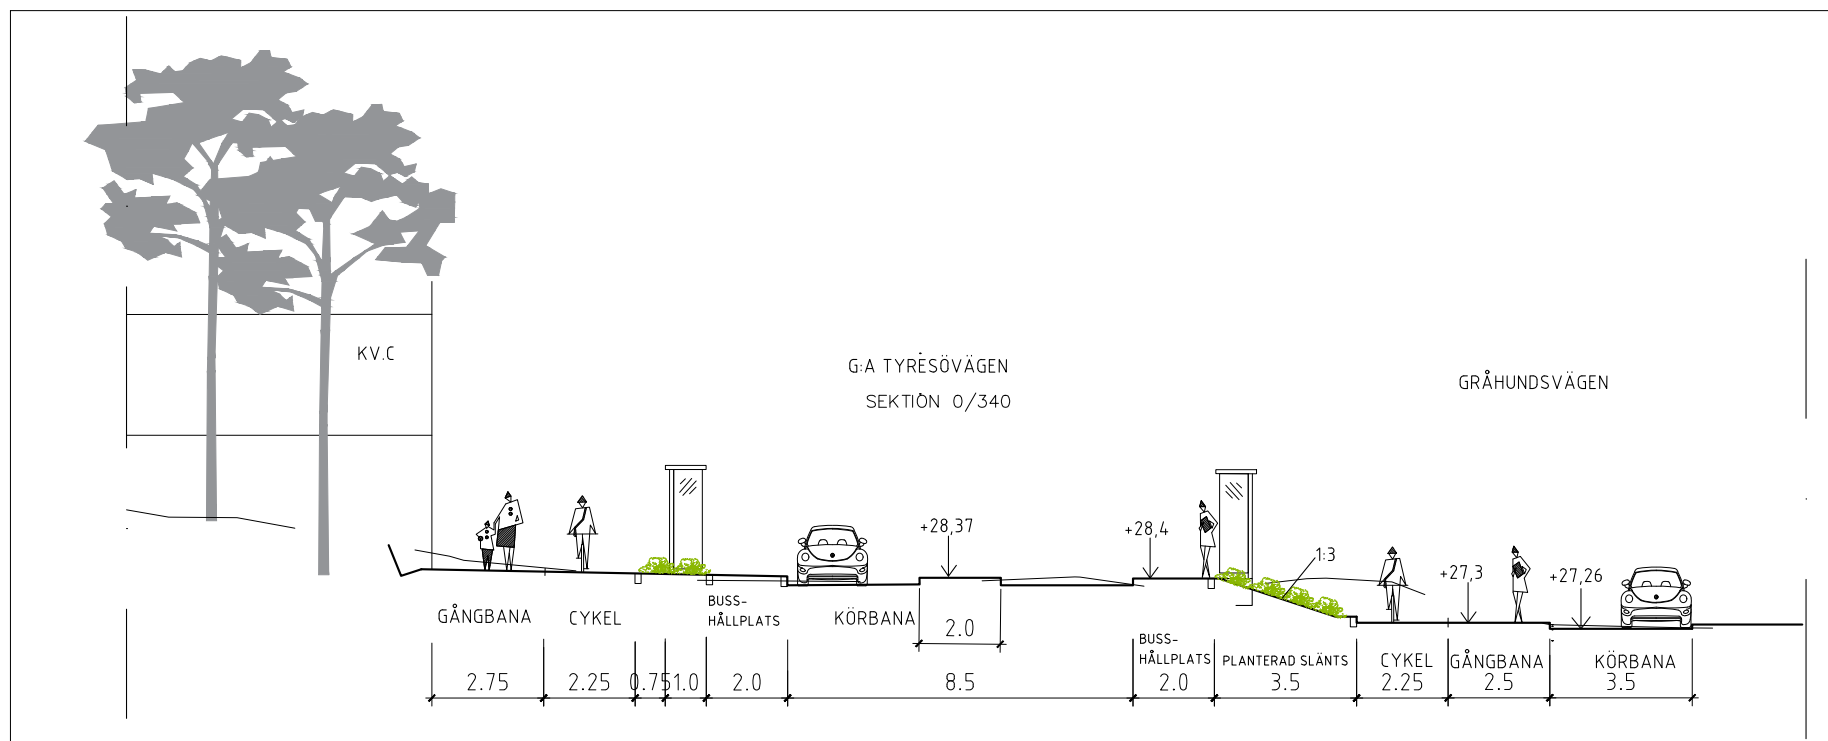 KV.C
G:A TYRESÖVÄGEN
SEKTION 0/340
GRÅHUNDSVÄGEN
+28,37
+28,4
1:3
+27,3
+27,26
GÅNGBANA
CYKEL
BUSS-
HÅLLPLATS
KÖRBANA
2.0
BUSS-
HÅLLPLATS
PLANTERAD SLÄNTS
CYKEL
GÅNGBANA
KÖRBANA
2.75
2.25
0.75
1.0
2.0
8.5
2.0
3.5
2.25
2.5
3.5